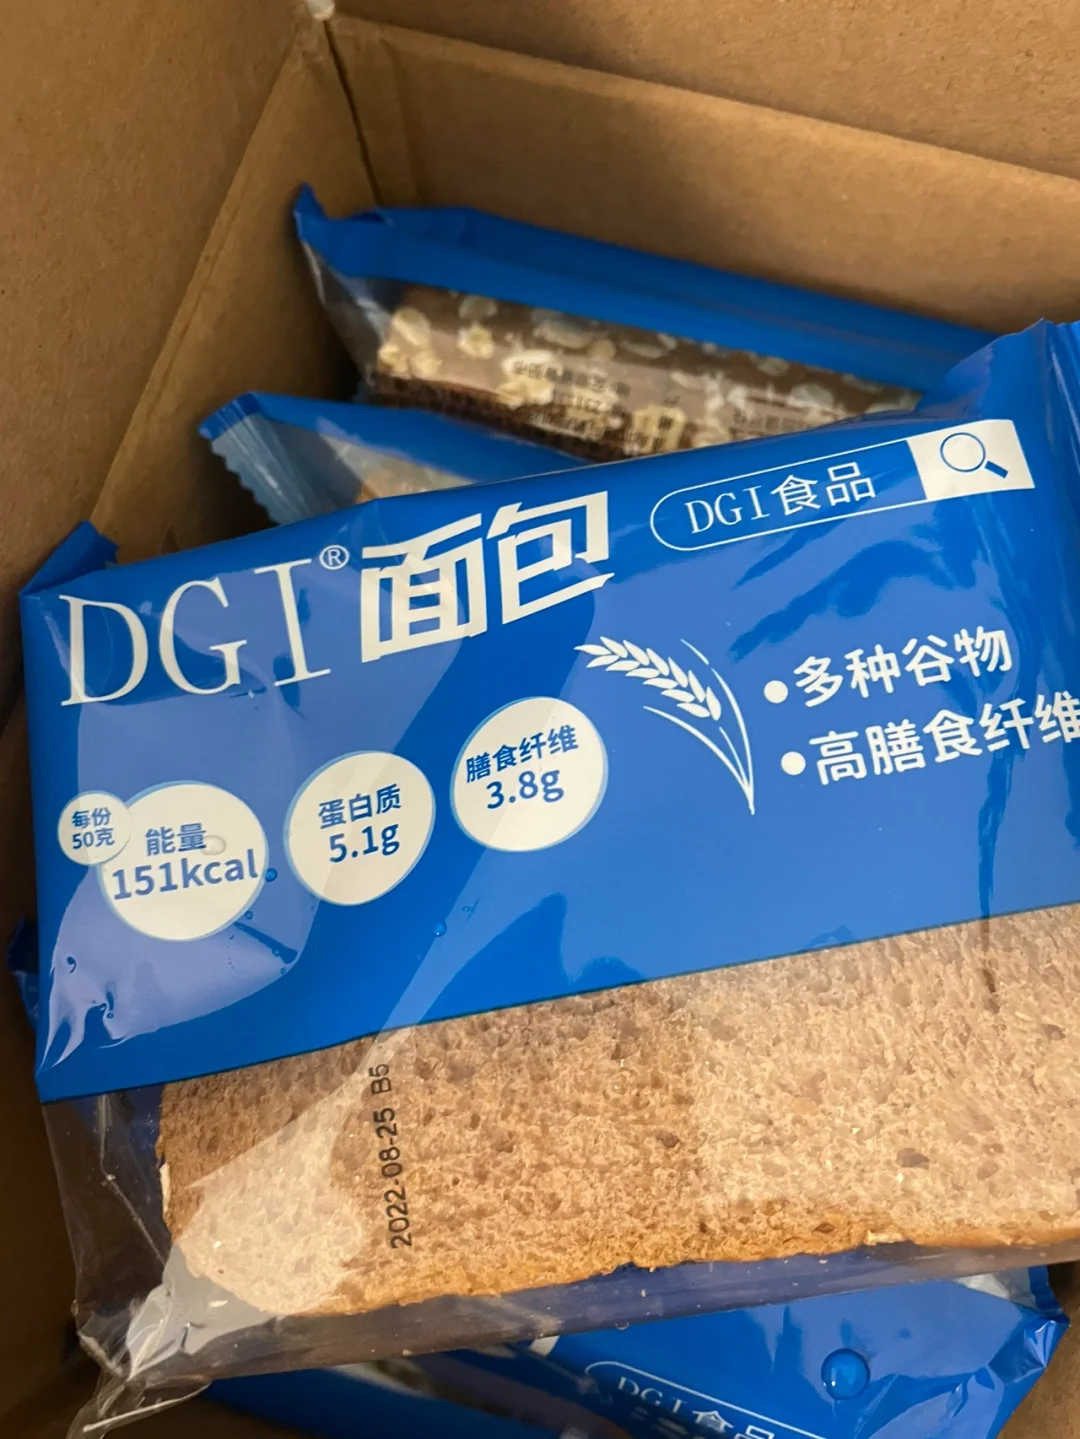 DGI®面包
DGI食品
•多种谷物
•高膳食纤维
每份
50克
能量
151kcal
蛋白质
5.1g
膳食纤维
3.8g
2022-08-25 B5
DGI食品